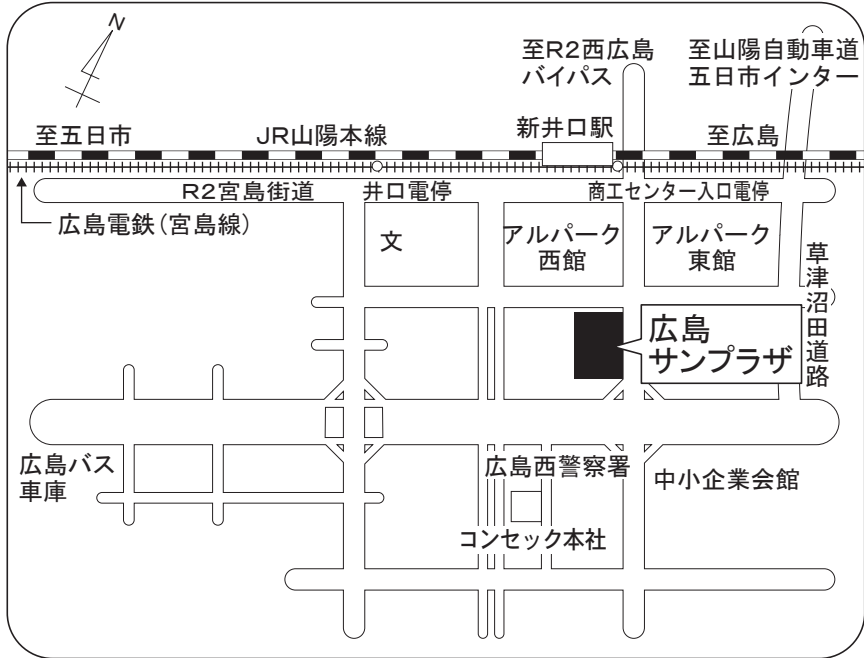 N
至R2西広島
バイパス
至山陽自動車道
五日市インター
至五日市
JR山陽本線
新井口駅
至広島
R2宮島街道
井口電停
商工センター入口電停
広島電鉄(宮島線)
文
アルパーク
西館
アルパーク
東館
草津沼田道路
広島
サンプラザ
広島バス
車庫
広島西警察署
中小企業会館
コンセック本社